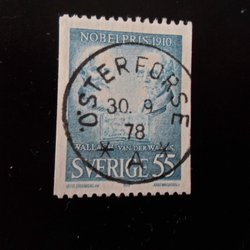 NOBELPRIS 1910
ÖSTERFORSE
30. 9
78
WALLACH VAN DER WAALS
SVERIGE 55